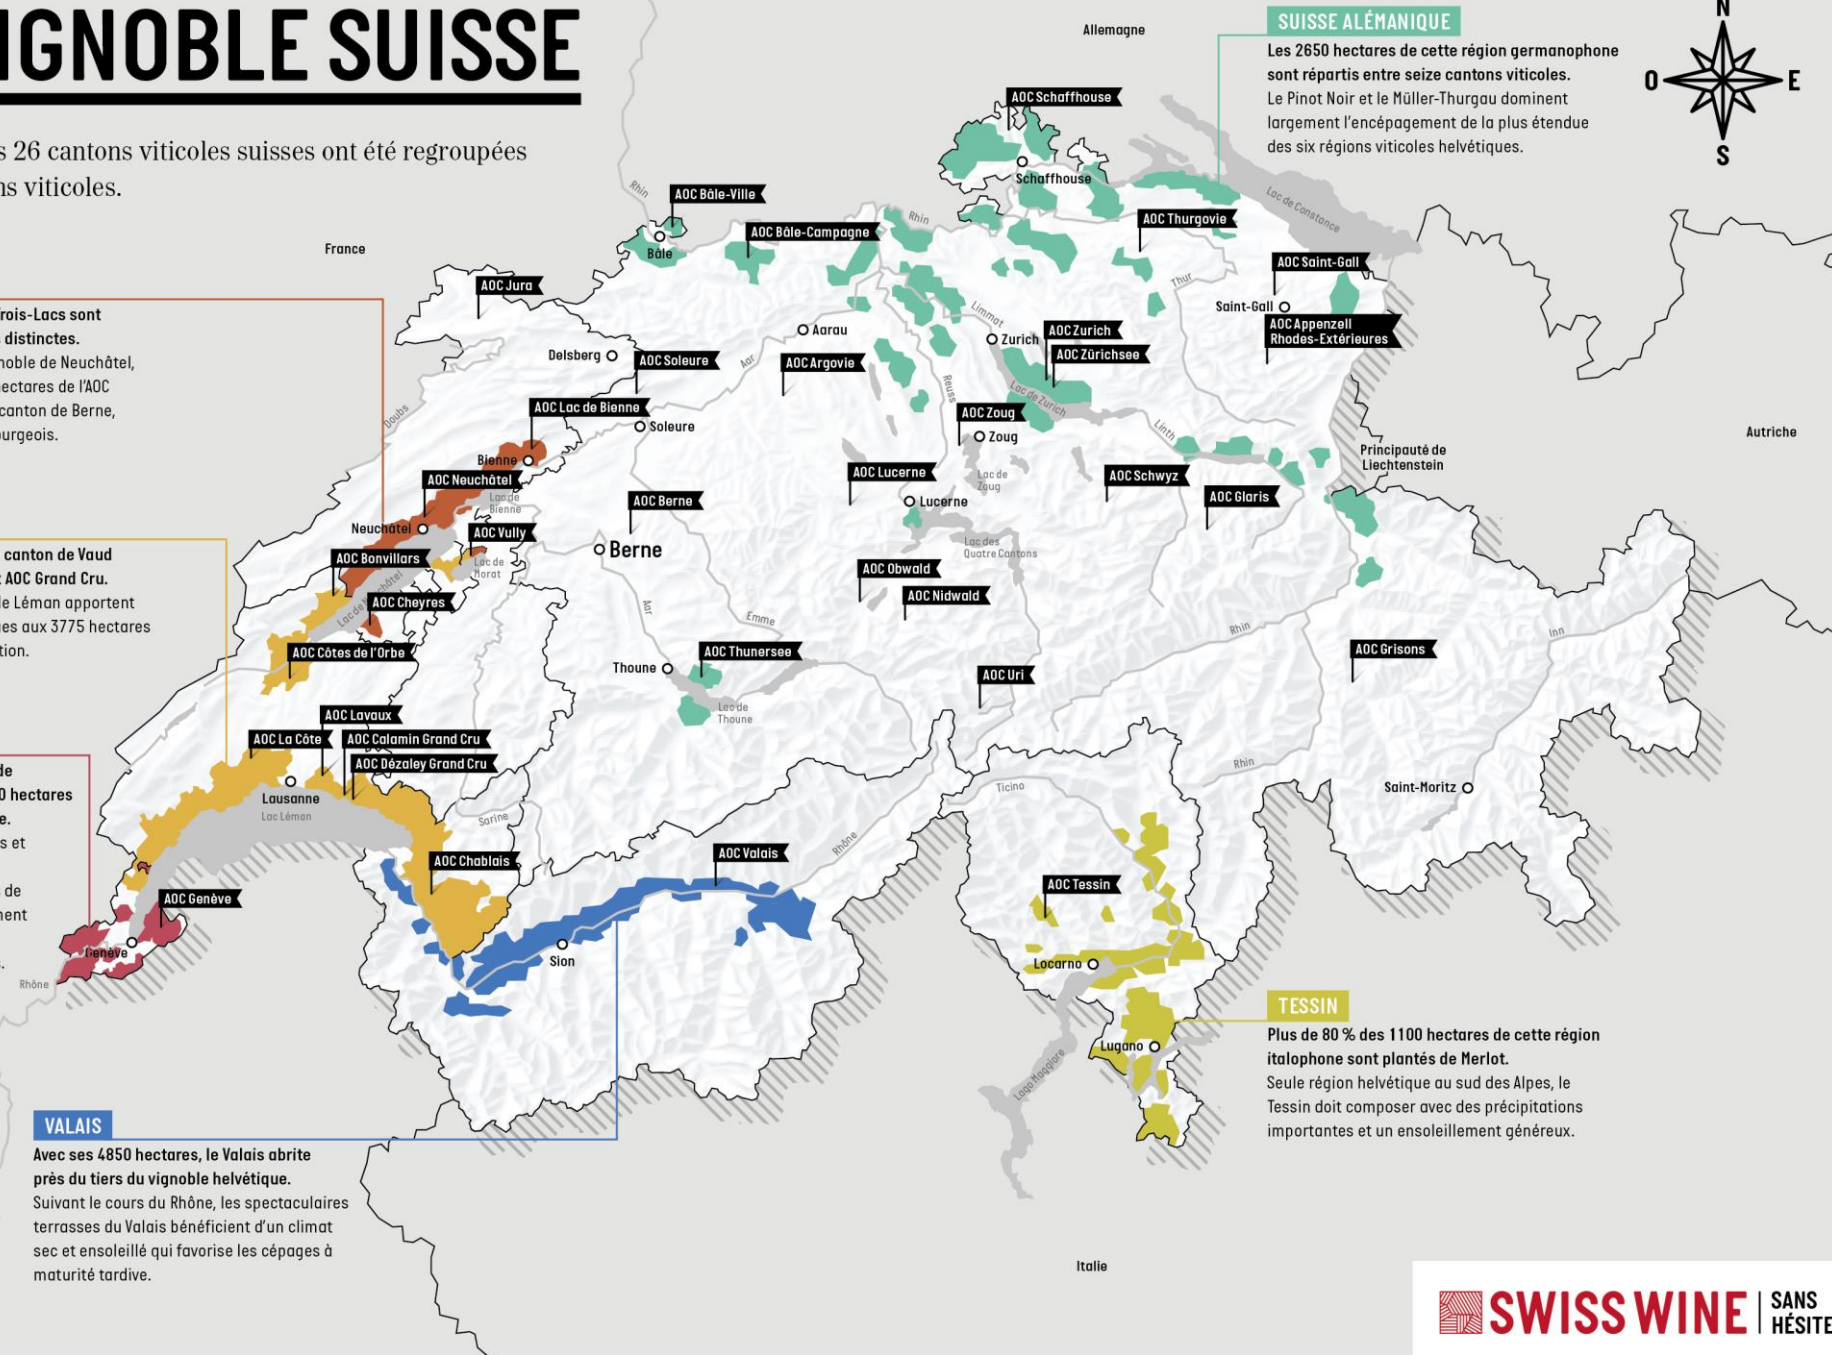 IGNOBLE SUISSE
s 26 cantons viticoles suisses ont été regroupées
ns viticoles.
Allemagne
SUISSE ALÉMANIQUE
Les 2650 hectares de cette région germanophone
sont répartis entre seize cantons viticoles.
Le Pinot Noir et le Müller-Thurgau dominent
largement l'encépagement de la plus étendue
des six régions viticoles helvétiques.
N
O
E
S
France
rois-Lacs sont
distinctes.
noble de Neuchâtel,
hectares de l'AOC
canton de Berne,
ourgeois.
canton de Vaud
AOC Grand Cru.
le Léman apportent
es aux 3775 hectares
tion.
de
0 hectares
e.
s et
de
ment
s.
AOC Schaffhouse
Schaffhouse
Rhin
AOC Bâle-Ville
Bâle
AOC Bâle-Campagne
Rhin
AOC Thurgovie
Lac de Constance
AOC Jura
AOC Saint-Gall
Thur
Saint-Gall
AOC Appenzell
Rhodes-Extérieures
Limmat
Aarau
Zurich
AOC Zurich
AOC Zürichsee
Delsberg
AOC Soleure
Aar
AOC Argovie
Reuss
Lac de Zurich
Doubs
AOC Lac de Bienne
Soleure
AOC Zoug
Zoug
Linth
Autriche
Principauté de
Liechtenstein
Bienne
AOC Neuchâtel
Lac de
Bienne
AOC Berne
AOC Lucerne
Lucerne
Lac de
Zoug
AOC Schwyz
AOC Glaris
Neuchâtel
AOC Vully
Berne
Lac des
Quatre Cantons
AOC Bonvillars
Lac de
Morat
AOC Obwald
AOC Nidwald
AOC Cheyres
Lac de Neuchâtel
Aar
Emme
Rhin
Inn
AOC Côtes de l'Orbe
Thoune
AOC Thunersee
AOC Uri
AOC Grisons
Lac de
Thoune
AOC Lavaux
AOC La Côte
AOC Calamin Grand Cru
AOC Dézaley Grand Cru
Lausanne
Lac Léman
Sarine
Ticino
Rhin
Saint-Moritz
AOC Chablais
AOC Valais
Rhône
AOC Genève
AOC Tessin
Genève
Sion
Locarno
Rhône
Lugano
Lago Maggiore
TESSIN
Plus de 80 % des 1100 hectares de cette région
italophone sont plantés de Merlot.
Seule région helvétique au sud des Alpes, le
Tessin doit composer avec des précipitations
importantes et un ensoleillement généreux.
VALAIS
Avec ses 4850 hectares, le Valais abrite
près du tiers du vignoble helvétique.
Suivant le cours du Rhône, les spectaculaires
terrasses du Valais bénéficient d'un climat
sec et ensoleillé qui favorise les cépages à
maturité tardive.
Italie
SWISS WINE
SANS
HÉSITE